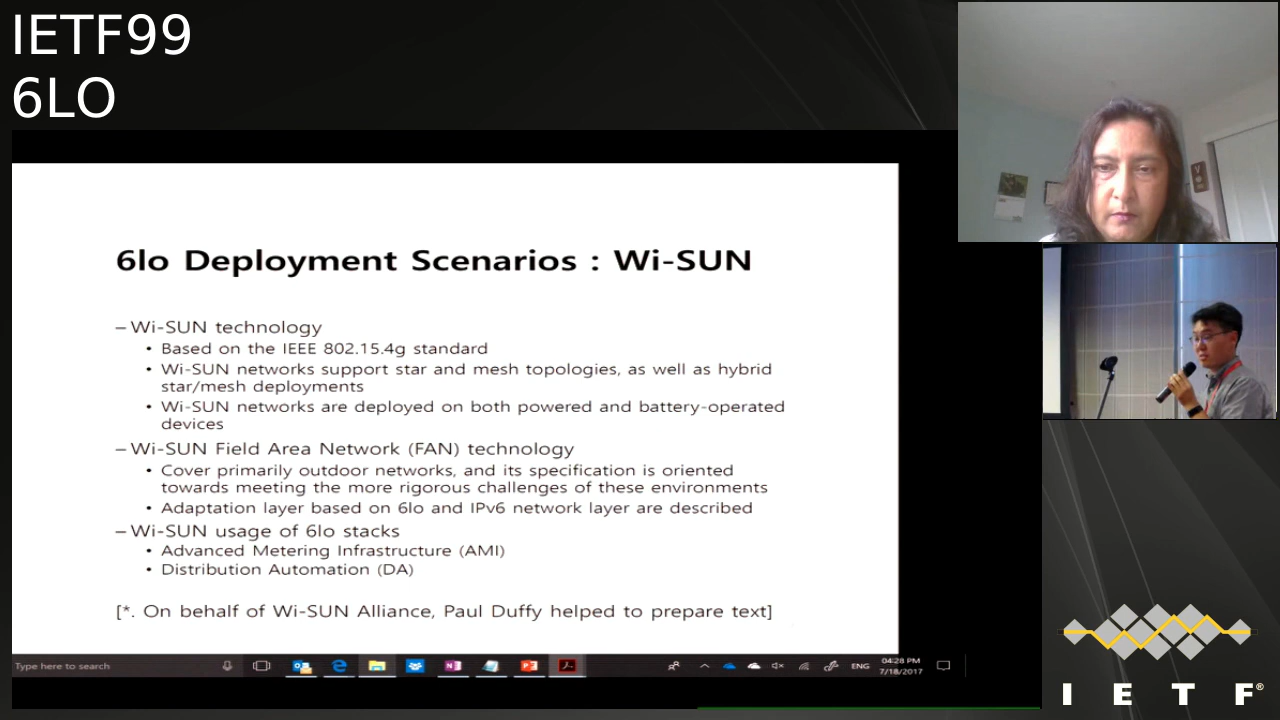 IETF99
6LO
6lo Deployment Scenarios : Wi-SUN
– Wi-SUN technology
• Based on the IEEE 802.15.4g standard
• Wi-SUN networks support star and mesh topologies, as well as hybrid
star/mesh deployments
• Wi-SUN networks are deployed on both powered and battery-operated
devices
– Wi-SUN Field Area Network (FAN) technology
• Cover primarily outdoor networks, and its specification is oriented
towards meeting the more rigorous challenges of these environments
• Adaptation layer based on 6lo and IPv6 network layer are described
– Wi-SUN usage of 6lo stacks
• Advanced Metering Infrastructure (AMI)
• Distribution Automation (DA)
[*. On behalf of Wi-SUN Alliance, Paul Duffy helped to prepare text]
Type here to search
ENG
04:28 PM
7/18/2017
I E T F®